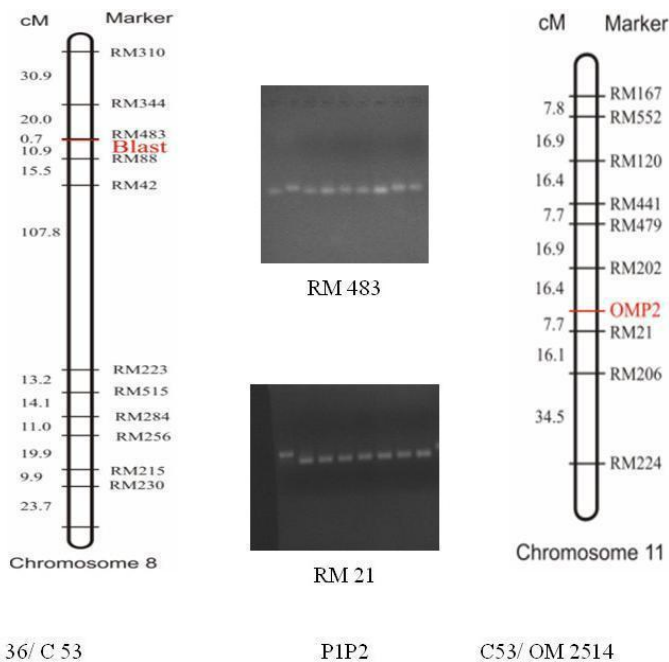 cM Marker
RM310
30.9
RM344
20.0
RM483
0.7
Blast
10.9
RM88
15.5
RM42
107.8
RM223
13.2
RM515
14.1
RM284
11.0
RM256
19.9
RM215
9.9
RM230
23.7
Chromosome 8
RM 483
RM 21
cM Marker
RM167
7.8
RM552
16.9
RM120
16.4
RM441
7.7
RM479
16.9
RM202
16.4
OMP2
7.7
RM21
16.1
RM206
34.5
RM224
Chromosome 11
36/ C 53 P1P2 C53/ OM 2514